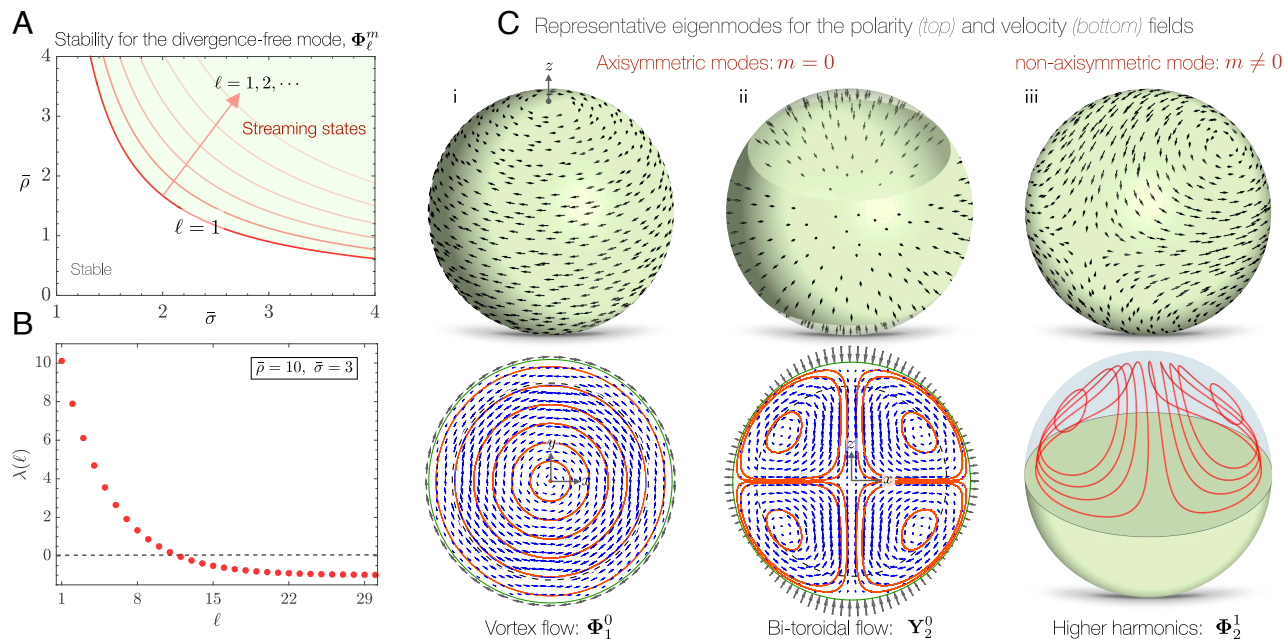 A
Stability for the divergence-free mode, Φ_ℓ^m
4
3
2
1
0
ρ̄
ℓ = 1, 2, ⋯
Streaming states
ℓ = 1
Stable
1 2 3 4
σ̄
B
10
8
6
4
2
0
λ(ℓ)
ρ̄ = 10, σ̄ = 3
1 8 15 22 29
ℓ
C Representative eigenmodes for the polarity (top) and velocity (bottom) fields
Axisymmetric modes: m = 0
non-axisymmetric mode: m ≠ 0
i
z
ii
iii
y
x
z
x
Vortex flow: Φ_1^0
Bi-toroidal flow: Y_2^0
Higher harmonics: Φ_2^1